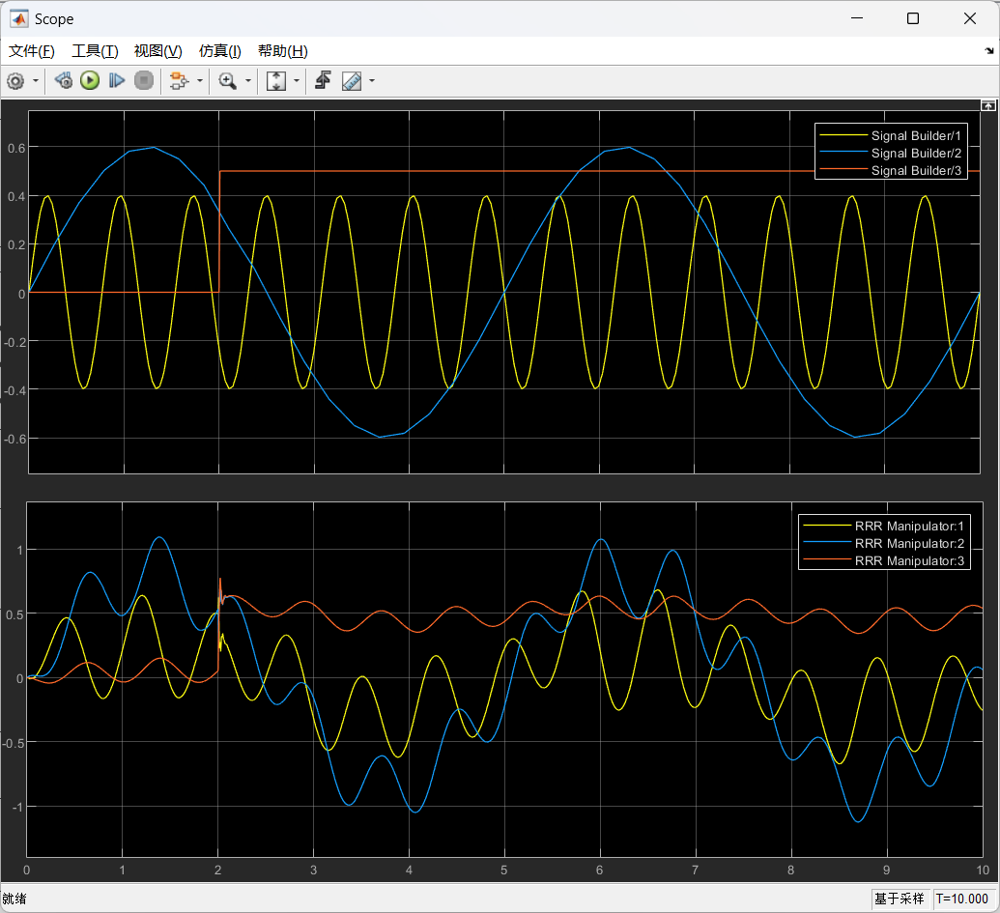 Scope
文件(F) 工具(T) 视图(V) 仿真(I) 帮助(H)
0.6
0.4
0.2
0
-0.2
-0.4
-0.6
Signal Builder/1
Signal Builder/2
Signal Builder/3
1
0.5
0
-0.5
-1
RRR Manipulator:1
RRR Manipulator:2
RRR Manipulator:3
0 1 2 3 4 5 6 7 8 9 10
就绪 基于采样 T=10.000